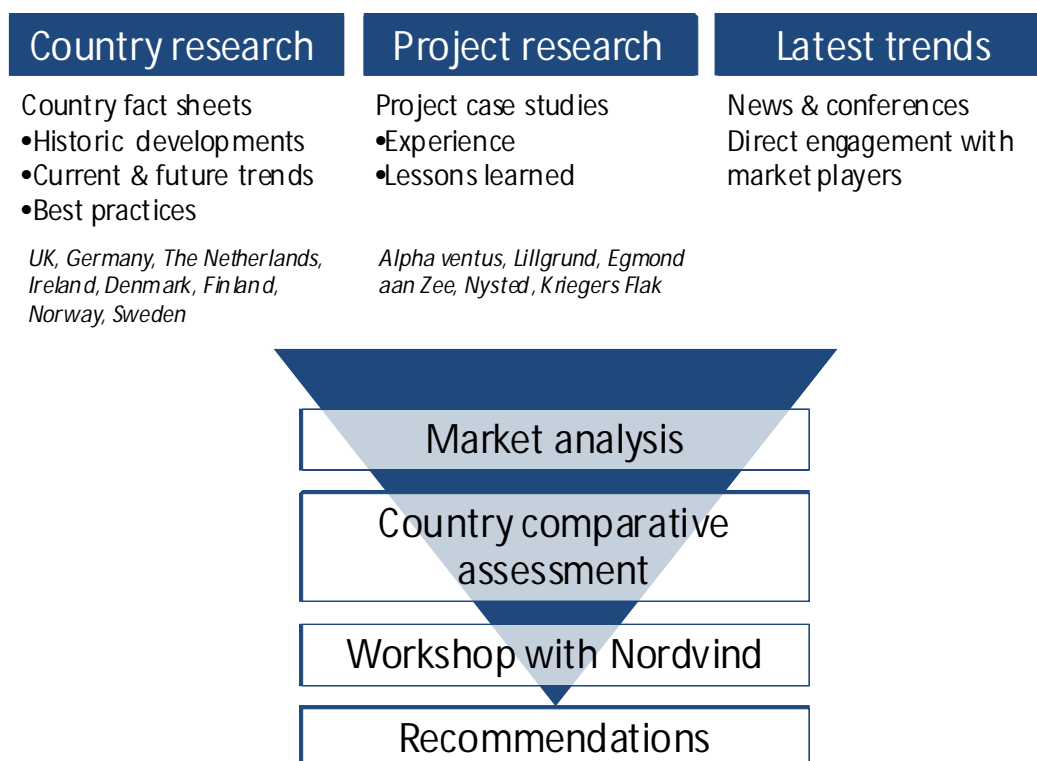 Country research
Country fact sheets
•Historic developments
•Current & future trends
•Best practices
UK, Germany, The Netherlands,
Ireland, Denmark, Finland,
Norway, Sweden
Project research
Project case studies
•Experience
•Lessons learned
Alpha ventus, Lillgrund, Egmond
aan Zee, Nysted, Kriegers Flak
Latest trends
News & conferences
Direct engagement with
market players
Market analysis
Country comparative
assessment
Workshop with Nordvind
Recommendations